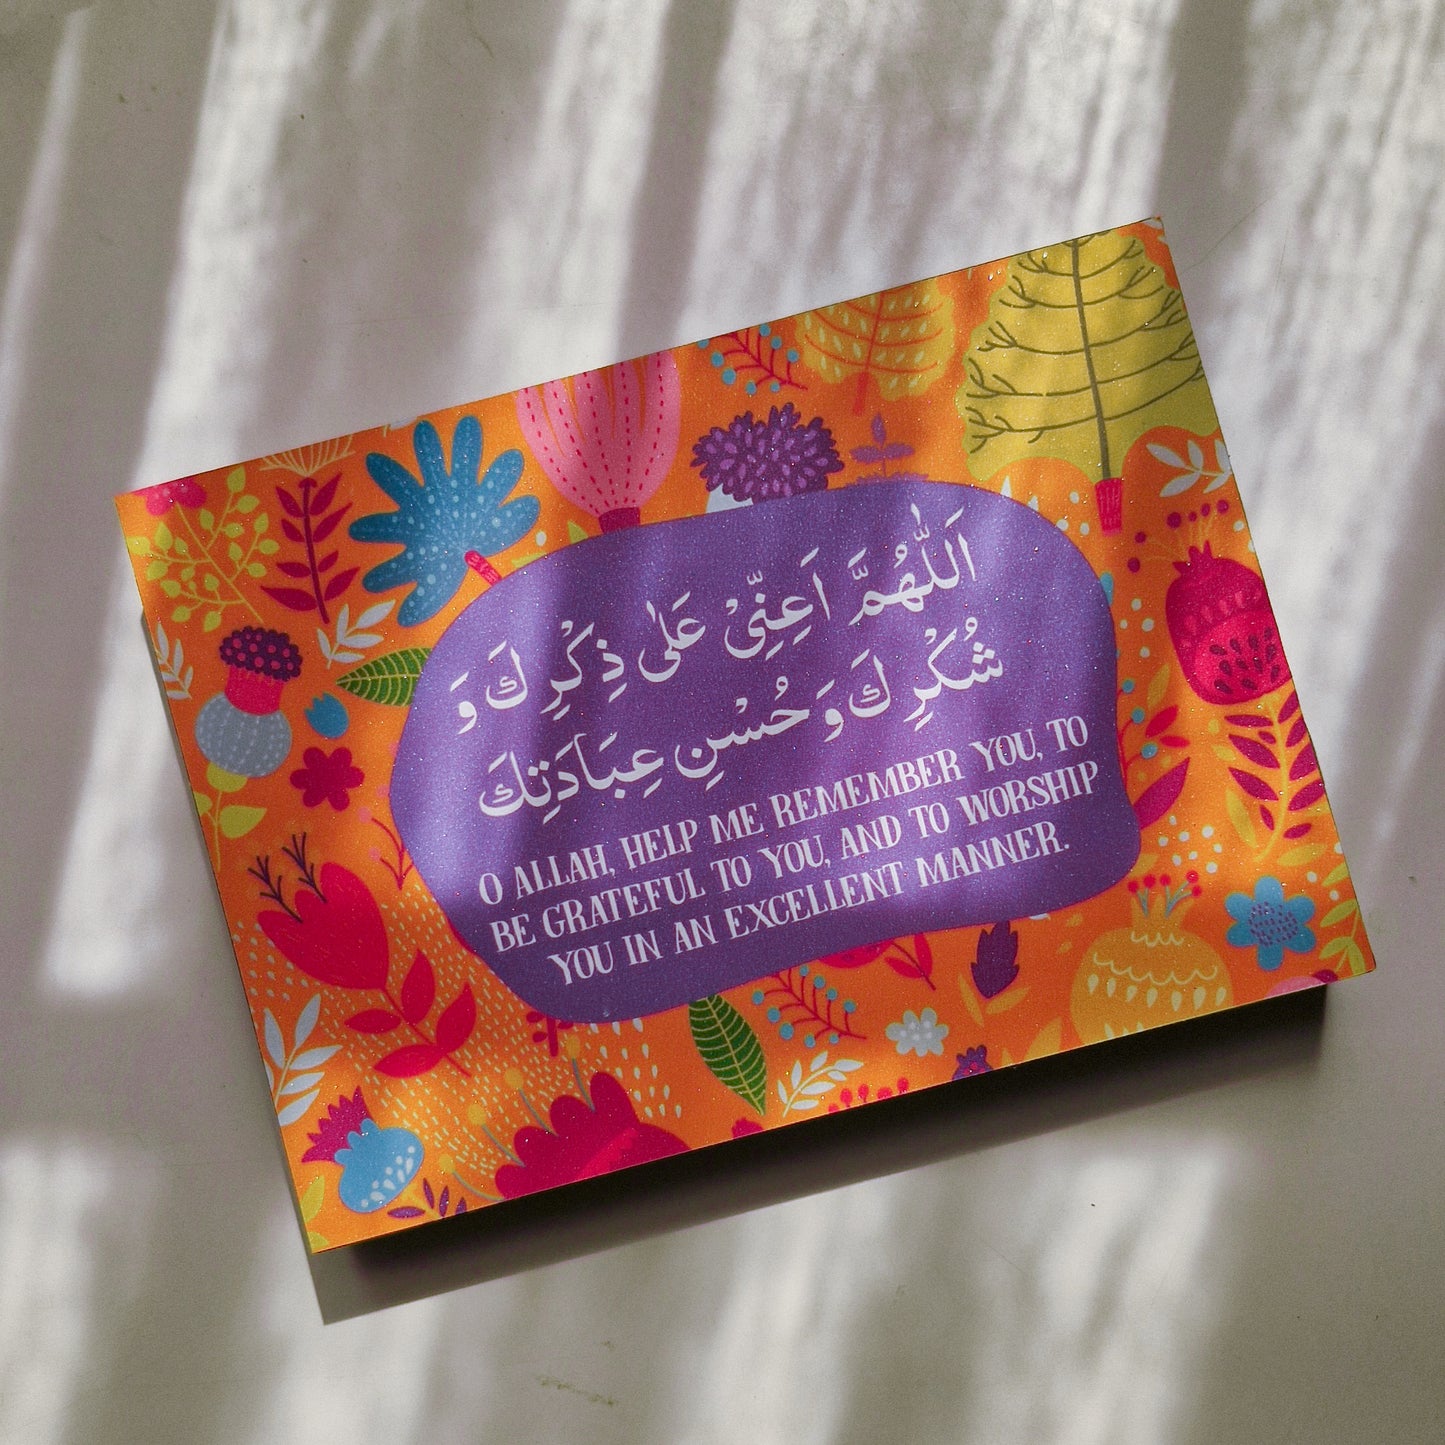 اَللّٰهُمَّ اَعِنِّیْ عَلٰی ذِكْرِ كَ وَ
شُكْرِ كَ وَ حُسْنِ عِبَادَتِكَ
O ALLAH, HELP ME REMEMBER YOU, TO
BE GRATEFUL TO YOU, AND TO WORSHIP
YOU IN AN EXCELLENT MANNER.